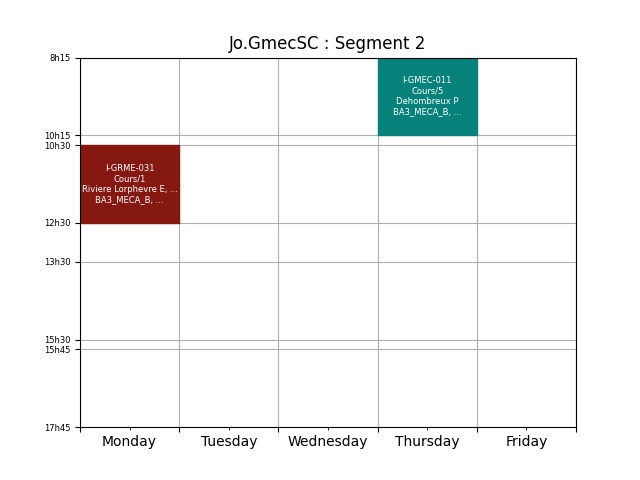 Jo.GmecSC : Segment 2
8h15
I-GMEC-011
Cours/5
Dehombreux P
BA3_MECA_B, ...
10h15
10h30
I-GRME-031
Cours/1
Riviere Lorphevre E, ...
BA3_MECA_B, ...
12h30
13h30
15h30
15h45
17h45
Monday Tuesday Wednesday Thursday Friday